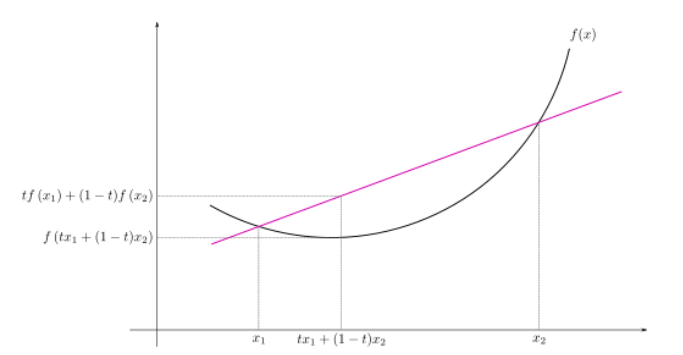 f(x)
tf (x₁) + (1 − t)f (x₂)
f (tx₁ + (1 − t)x₂)
x₁
tx₁ + (1 − t)x₂
x₂